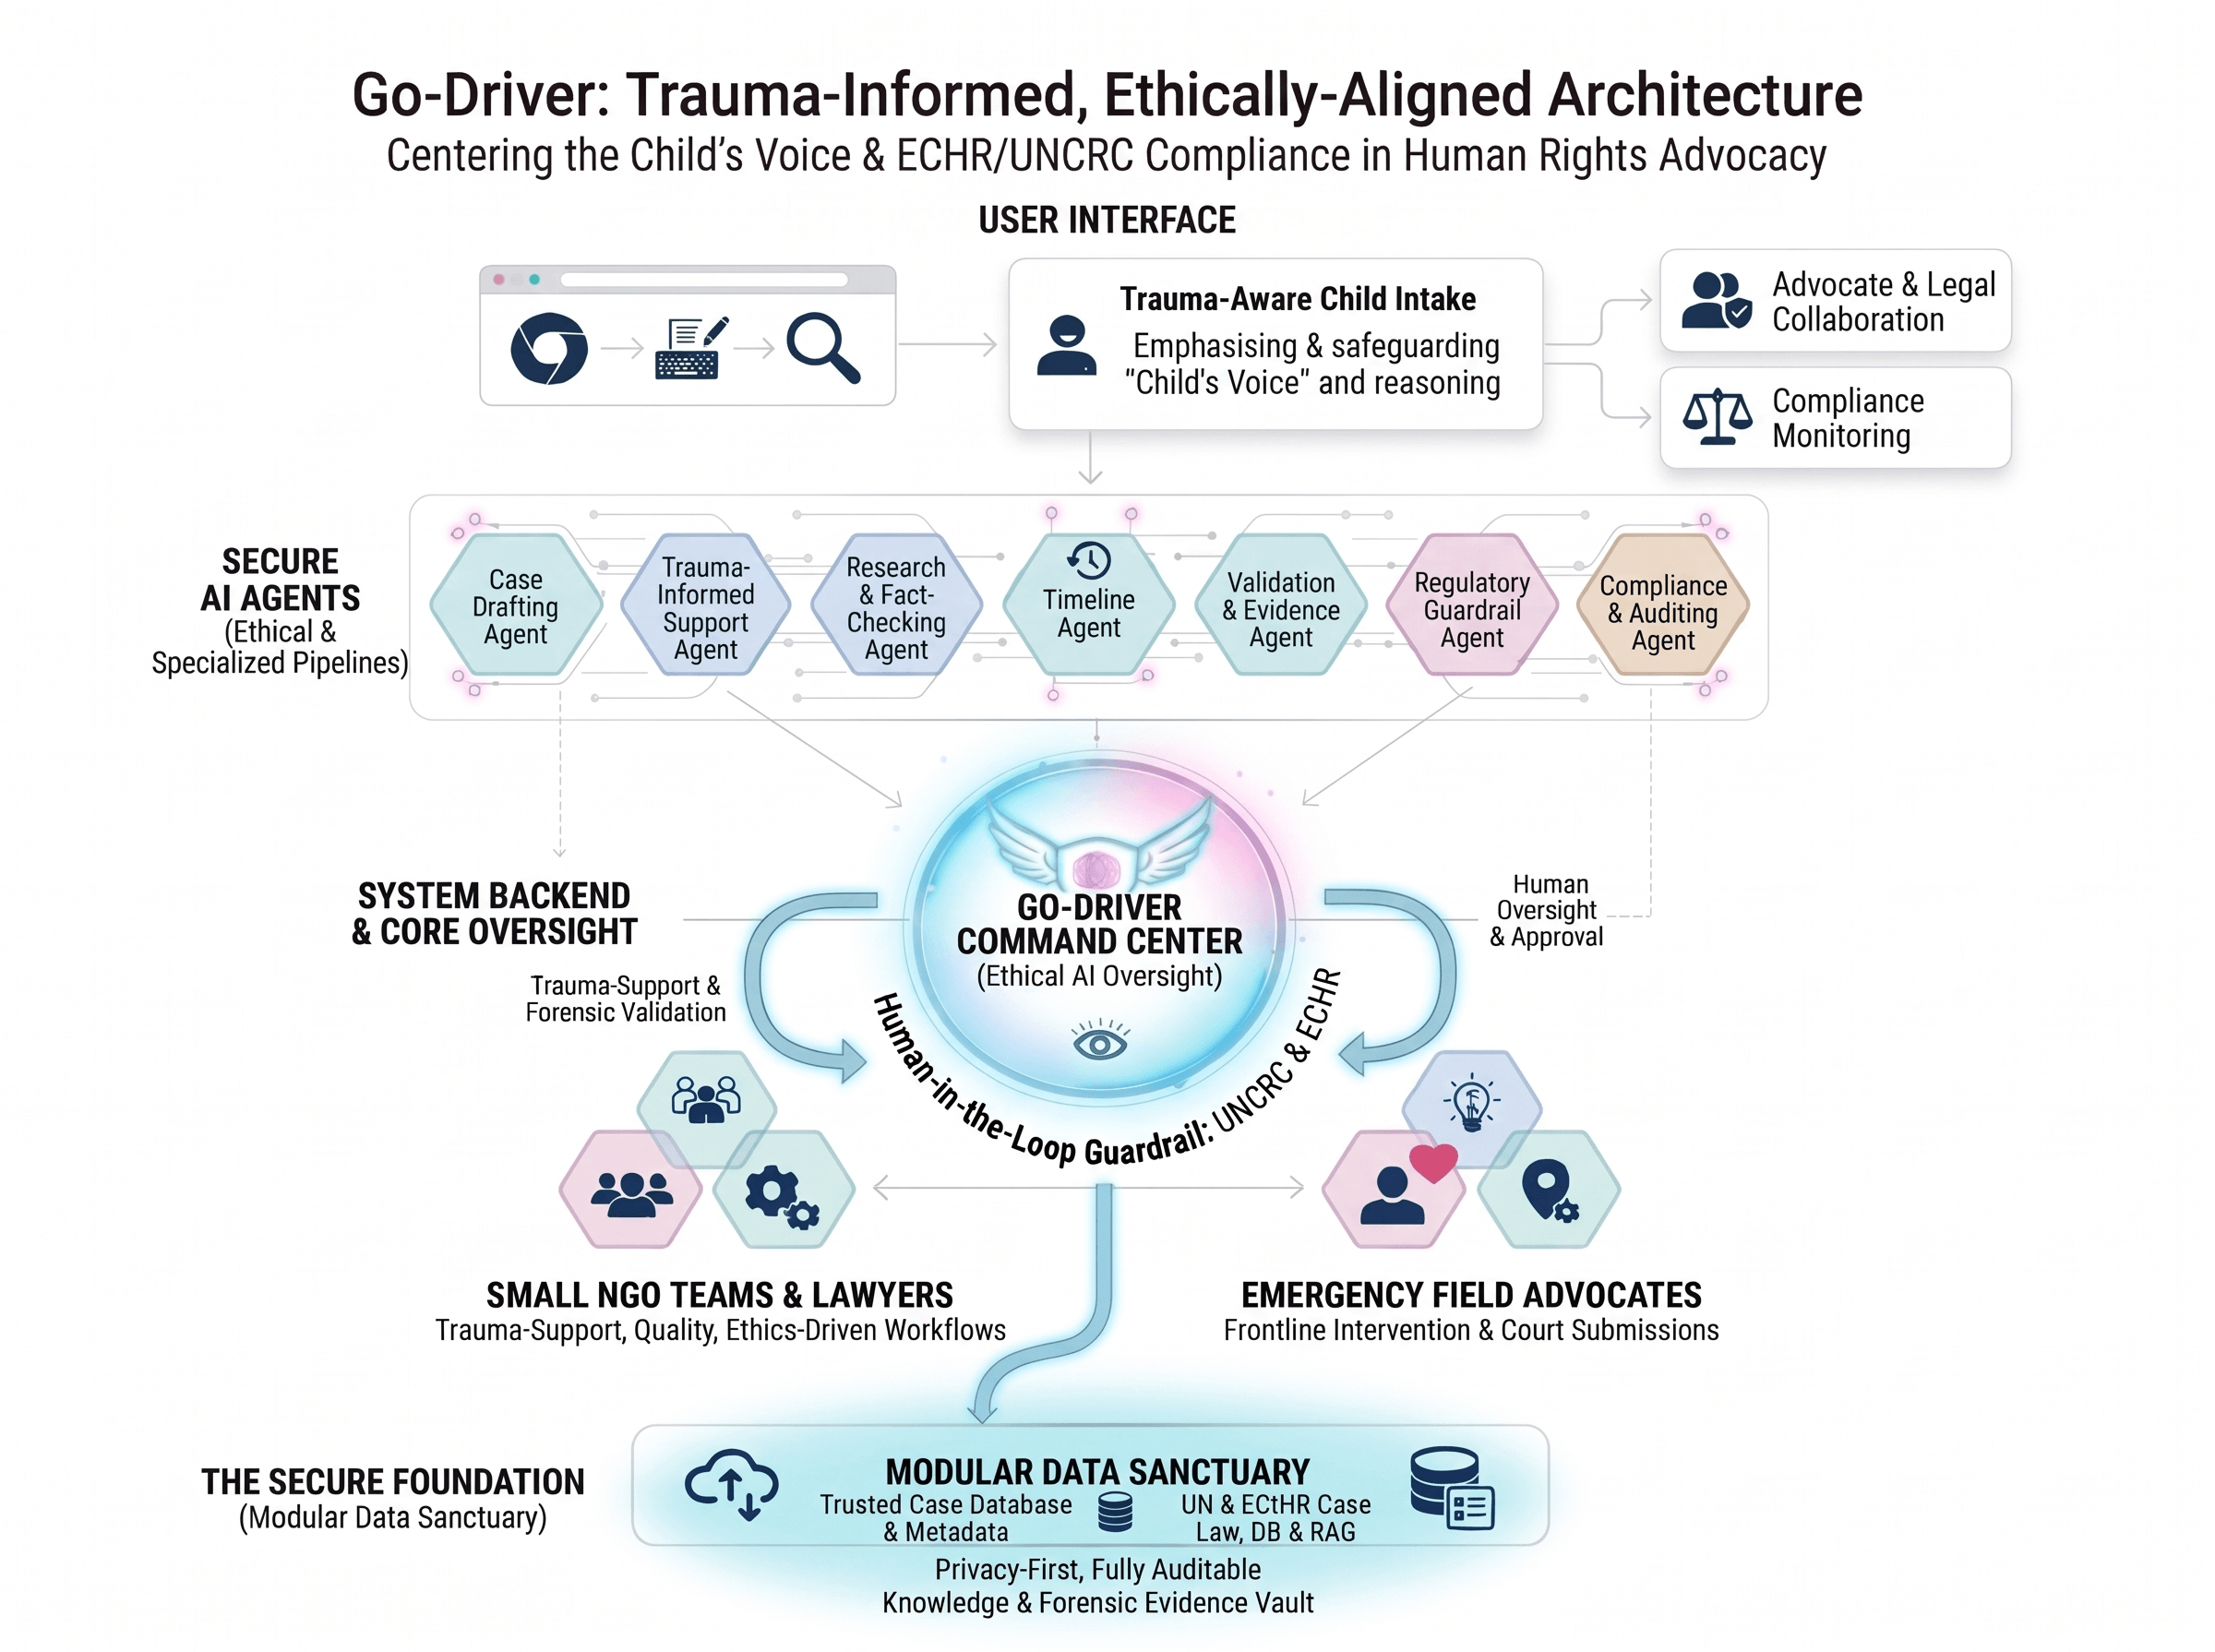 Go-Driver: Trauma-Informed, Ethically-Aligned Architecture
Centering the Child's Voice & ECHR/UNCRC Compliance in Human Rights Advocacy
USER INTERFACE
Trauma-Aware Child Intake
Emphasising & safeguarding
"Child's Voice" and reasoning
Advocate & Legal
Collaboration
Compliance
Monitoring
SECURE
AI AGENTS
(Ethical &
Specialized Pipelines)
Case
Drafting
Agent
Trauma-
Informed
Support
Agent
Research
& Fact-
Checking
Agent
Timeline
Agent
Validation
& Evidence
Agent
Regulatory
Guardrail
Agent
Compliance
& Auditing
Agent
SYSTEM BACKEND
& CORE OVERSIGHT
Trauma-Support &
Forensic Validation
GO-DRIVER
COMMAND CENTER
(Ethical AI Oversight)
Human-in-the-Loop Guardrail: UNCRC & ECHR
Human
Oversight
& Approval
SMALL NGO TEAMS & LAWYERS
Trauma-Support, Quality, Ethics-Driven Workflows
EMERGENCY FIELD ADVOCATES
Frontline Intervention & Court Submissions
THE SECURE FOUNDATION
(Modular Data Sanctuary)
MODULAR DATA SANCTUARY
Trusted Case Database
& Metadata
UN & ECtHR Case
Law, DB & RAG
Privacy-First, Fully Auditable
Knowledge & Forensic Evidence Vault